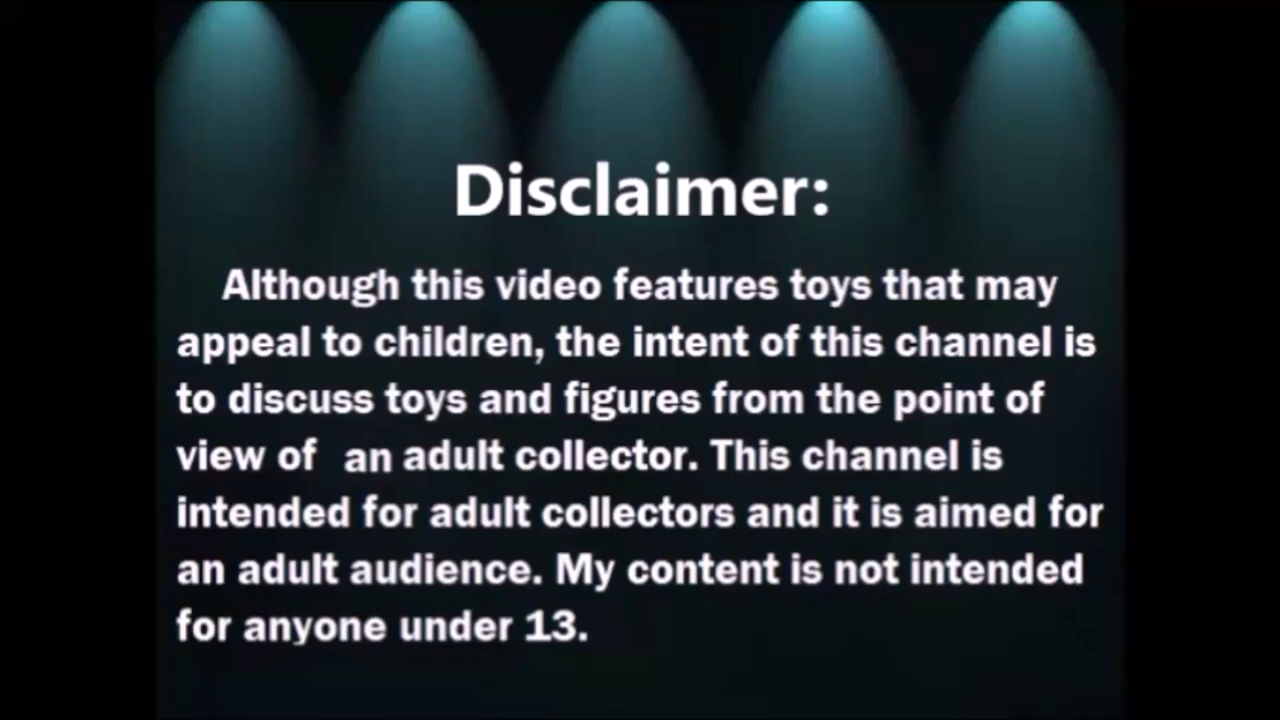 Disclaimer:
Although this video features toys that may
appeal to children, the intent of this channel is
to discuss toys and figures from the point of
view of an adult collector. This channel is
intended for adult collectors and it is aimed for
an adult audience. My content is not intended
for anyone under 13.